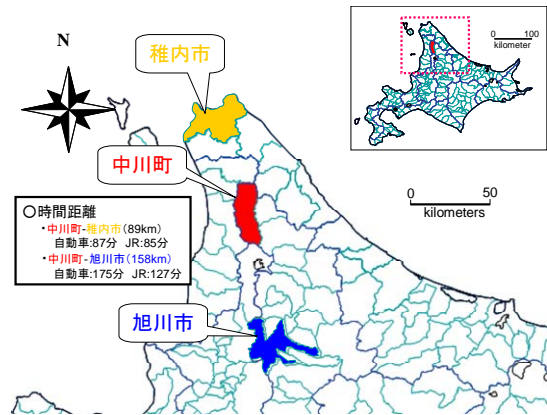 N
稚内市
中川町
旭川市
〇時間距離
・中川町-稚内市(89km)
自動車:87分 JR:85分
・中川町-旭川市(158km)
自動車:175分 JR:127分
0 100
kilometer
0 50
kilometers